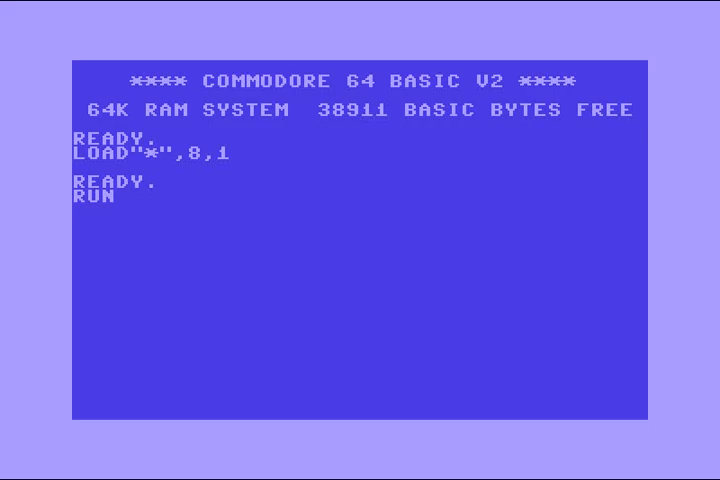 **** COMMODORE 64 BASIC V2 ****
64K RAM SYSTEM  38911 BASIC BYTES FREE
READY.
LOAD"*",8,1
READY.
RUN